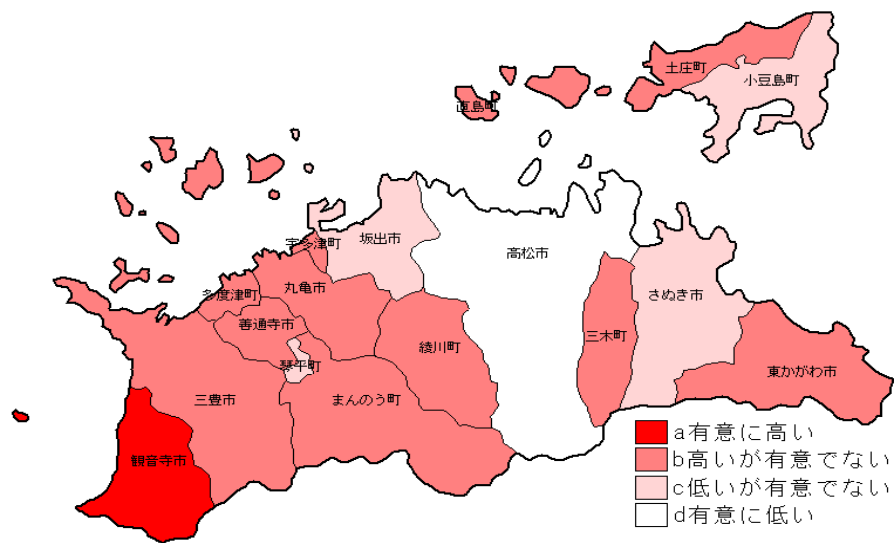 土庄町
小豆島町
直島町
宇多津町
坂出市
高松市
多度津町
丸亀市
さぬき市
善通寺市
綾川町
三木町
琴平町
東かがわ市
三豊市
まんのう町
観音寺市
a有意に高い
b高いが有意でない
c低いが有意でない
d有意に低い